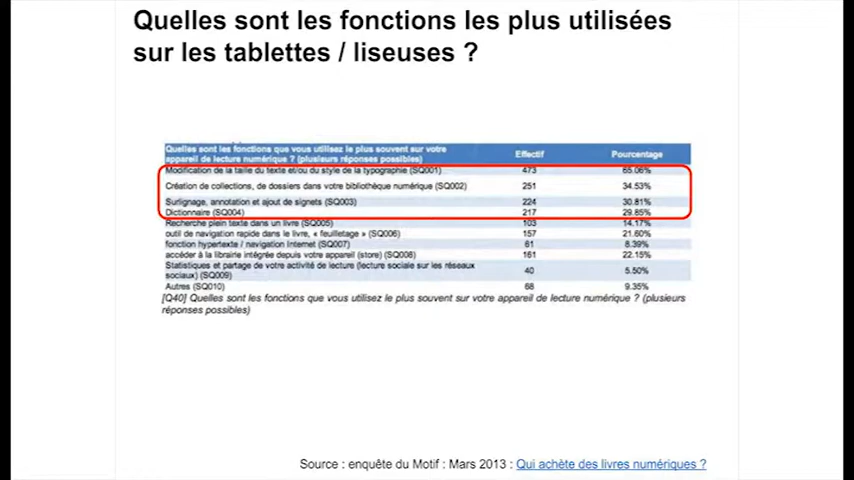 Quelles sont les fonctions les plus utilisées
sur les tablettes / liseuses ?
Quelles sont les fonctions que vous utilisez le plus souvent sur votre
appareil de lecture numérique ? (plusieurs réponses possibles) Effectif Pourcentage
Modification de la taille du texte et/ou du style de la typographie (SQ001) 473 65.06%
Création de collections, de dossiers dans votre bibliothèque numérique (SQ002) 251 34.53%
Surlignage, annotation et ajout de signets (SQ003) 224 30.81%
Dictionnaire (SQ004) 217 29.85%
Recherche plein texte dans un livre (SQ005) 103 14.17%
outil de navigation rapide dans le livre, « feuilletage » (SQ006) 157 21.60%
fonction hypertexte / navigation Internet (SQ007) 61 8.39%
accéder à la librairie intégrée depuis votre appareil (store) (SQ008) 161 22.15%
Statistiques et partage de votre activité de lecture (lecture sociale sur les réseaux
sociaux) (SQ009) 40 5.50%
Autres (SQ010) 68 9.35%
[Q40] Quelles sont les fonctions que vous utilisez le plus souvent sur votre appareil de lecture numérique ? (plusieurs
réponses possibles)
Source : enquête du Motif : Mars 2013 : Qui achète des livres numériques ?